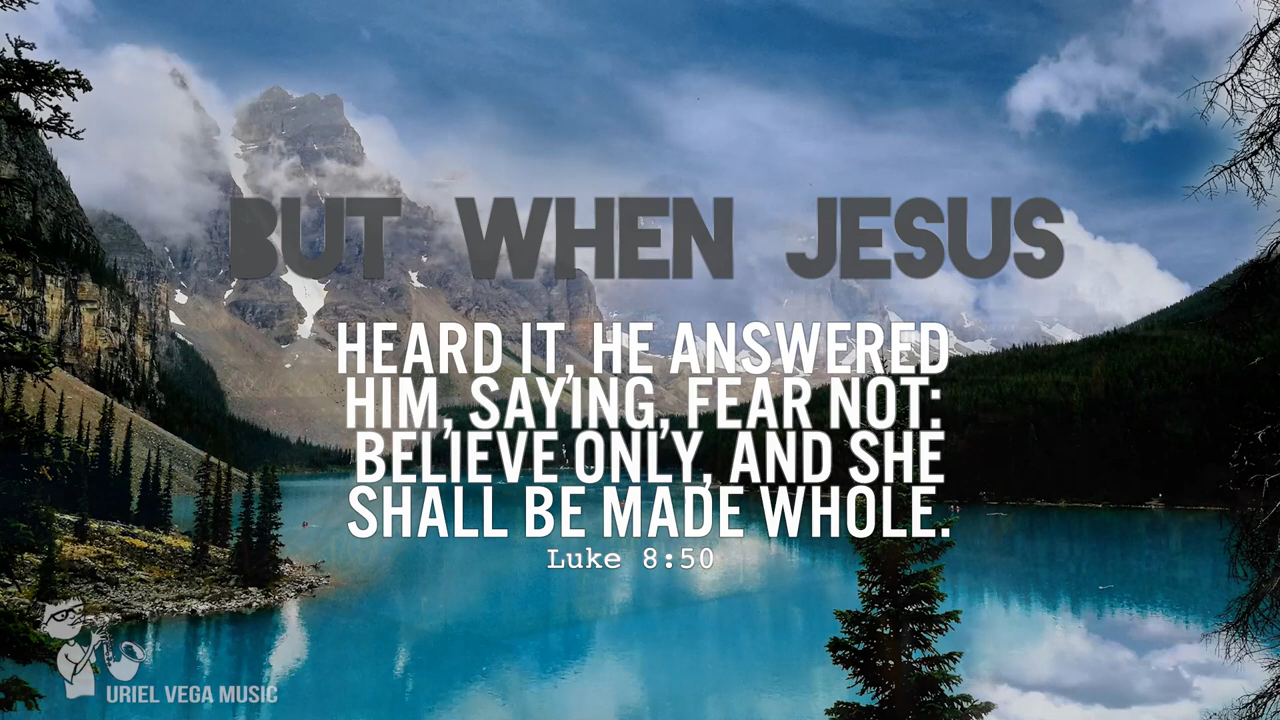 BUT WHEN JESUS
HEARD IT, HE ANSWERED
HIM, SAYING, FEAR NOT:
BELIEVE ONLY, AND SHE
SHALL BE MADE WHOLE.
Luke 8:50
URIEL VEGA MUSIC